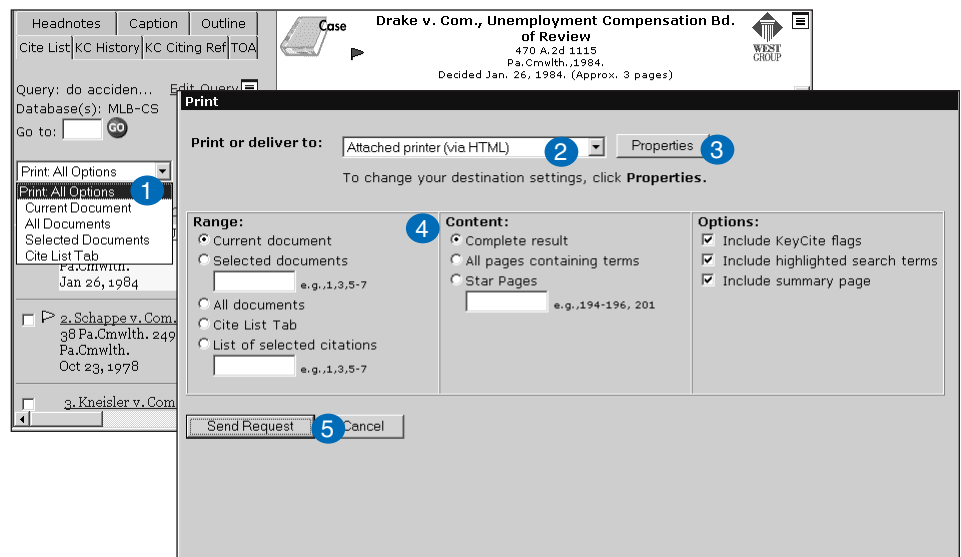 Headnotes Caption Outline
Cite List KC History KC Citing Ref TOA
Case
Drake v. Com., Unemployment Compensation Bd.
of Review
470 A.2d 1115
Pa.Cmwlth.,1984.
Decided Jan. 26, 1984. (Approx. 3 pages)
WEST
GROUP
Query: do acciden... Edit Query
Database(s): MLB-CS
Go to: GO
Print: All Options
Print: All Options 1
Current Document
All Documents
Selected Documents
Cite List Tab
Pa.Cmwlth.
Jan 26, 1984
2. Schappe v. Com.
38 Pa.Cmwlth. 249
Pa.Cmwlth.
Oct 23, 1978
3. Kneisler v. Com
Print
Print or deliver to: Attached printer (via HTML) 2 Properties 3
To change your destination settings, click Properties.
Range:
Current document
Selected documents
e.g.,1,3,5-7
All documents
Cite List Tab
List of selected citations
e.g.,1,3,5-7
4 Content:
Complete result
All pages containing terms
Star Pages
e.g.,194-196, 201
Options:
Include KeyCite flags
Include highlighted search terms
Include summary page
Send Request 5 Cancel